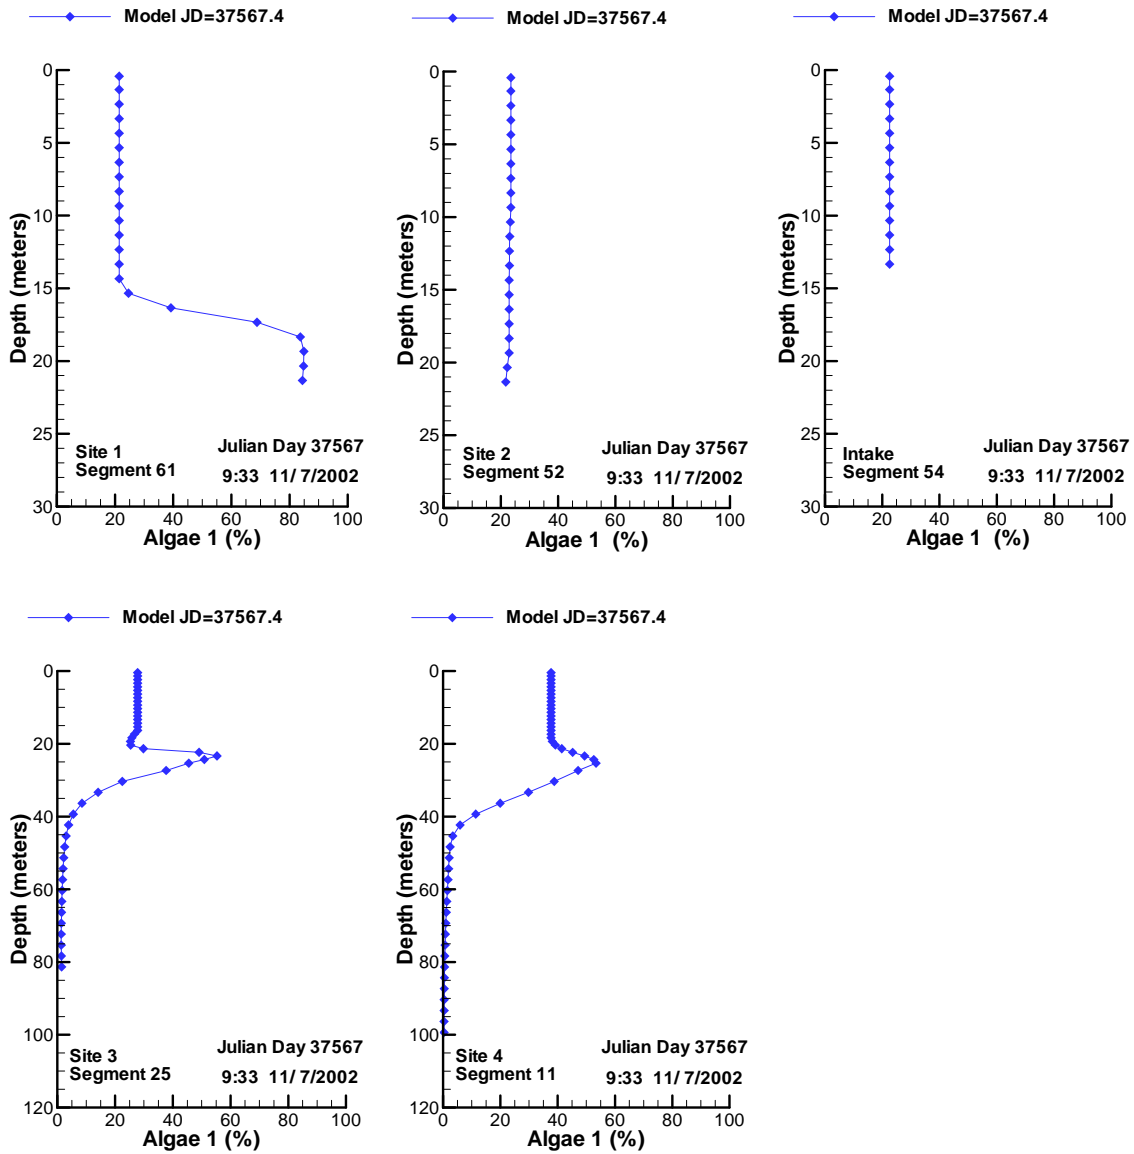 Model JD=37567.4
0
5
10
15
20
25
30
Depth (meters)
Site 1
Segment 61
Julian Day 37567
9:33 11/ 7/2002
0 20 40 60 80 100
Algae 1 (%)
Model JD=37567.4
0
5
10
15
20
25
30
Depth (meters)
Site 2
Segment 52
Julian Day 37567
9:33 11/ 7/2002
0 20 40 60 80 100
Algae 1 (%)
Model JD=37567.4
0
5
10
15
20
25
30
Depth (meters)
Intake
Segment 54
Julian Day 37567
9:33 11/ 7/2002
0 20 40 60 80 100
Algae 1 (%)
Model JD=37567.4
0
20
40
60
80
100
120
Depth (meters)
Site 3
Segment 25
Julian Day 37567
9:33 11/ 7/2002
0 20 40 60 80 100
Algae 1 (%)
Model JD=37567.4
0
20
40
60
80
100
120
Depth (meters)
Site 4
Segment 11
Julian Day 37567
9:33 11/ 7/2002
0 20 40 60 80 100
Algae 1 (%)